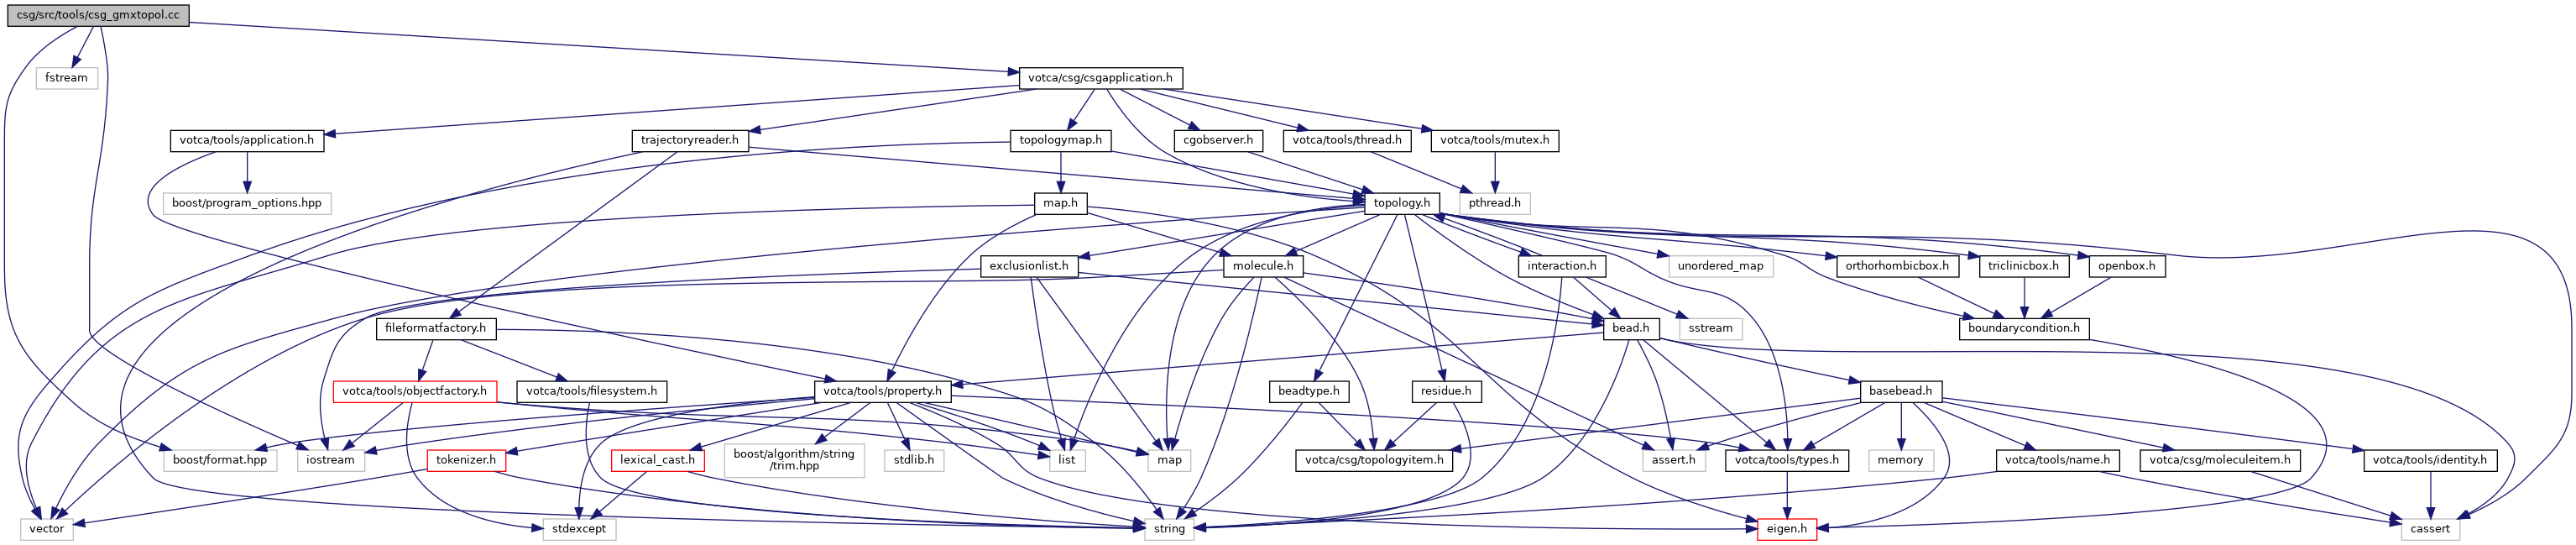 csg/src/tools/csg_gmxtopol.cc
fstream
votca/csg/csgapplication.h
votca/tools/application.h
trajectoryreader.h
topologymap.h
cgobserver.h
votca/tools/thread.h
votca/tools/mutex.h
boost/program_options.hpp
map.h
topology.h
pthread.h
exclusionlist.h
molecule.h
interaction.h
unordered_map
orthorhombicbox.h
triclinicbox.h
openbox.h
fileformatfactory.h
bead.h
sstream
boundarycondition.h
votca/tools/objectfactory.h
votca/tools/filesystem.h
votca/tools/property.h
beadtype.h
residue.h
basebead.h
boost/format.hpp
iostream
tokenizer.h
lexical_cast.h
boost/algorithm/string
/trim.hpp
stdlib.h
list
map
votca/csg/topologyitem.h
assert.h
votca/tools/types.h
memory
votca/tools/name.h
votca/csg/moleculeitem.h
votca/tools/identity.h
vector
stdexcept
string
eigen.h
cassert